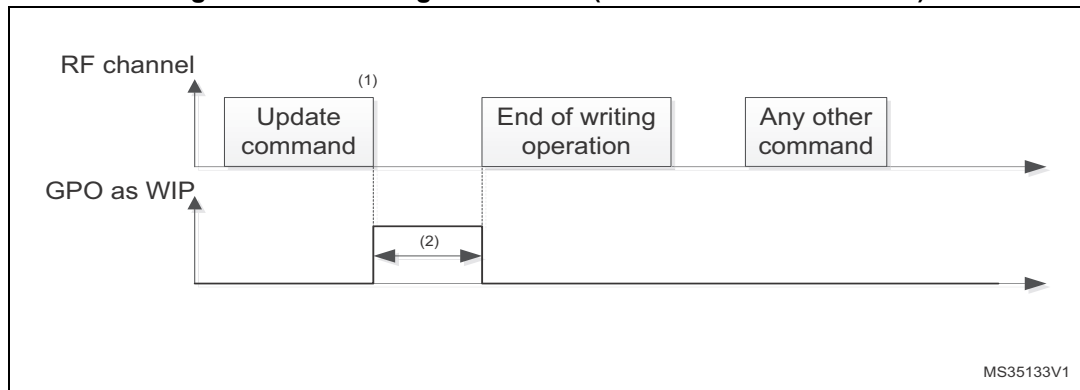 RF channel
(1)
Update
command
End of writing
operation
Any other
command
GPO as WIP
(2)
MS35133V1